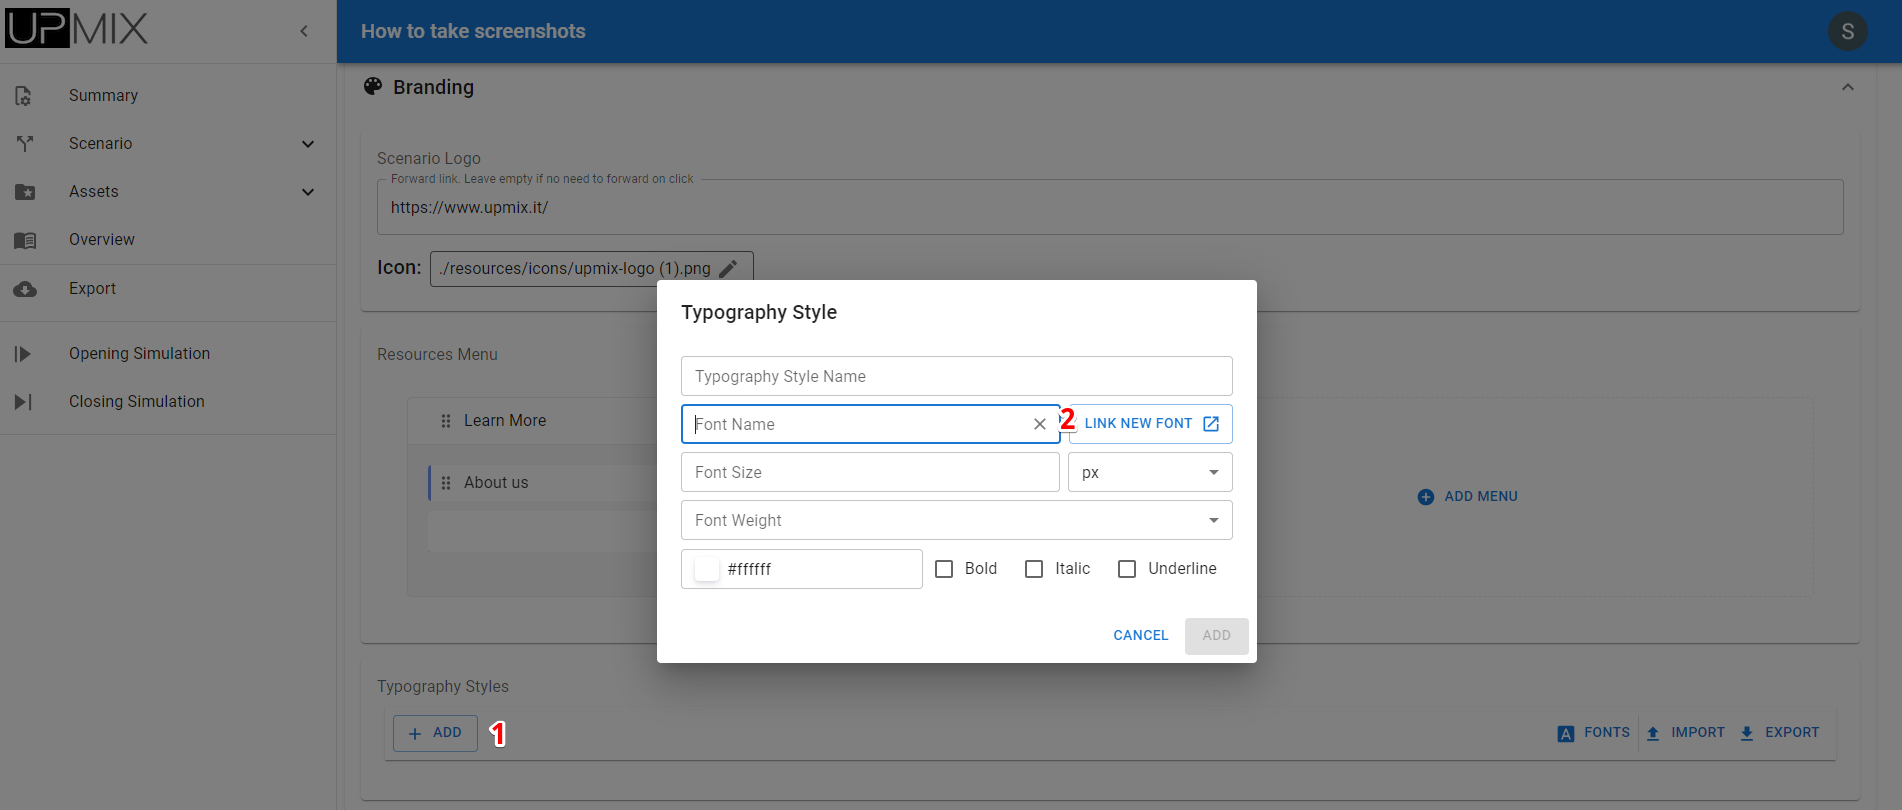 UPMIX
How to take screenshots
S
Summary
Scenario
Assets
Overview
Export
Opening Simulation
Closing Simulation
Branding
Scenario Logo
Forward link. Leave empty if no need to forward on click
https://www.upmix.it/
Icon: ./resources/icons/upmix-logo (1).png
Resources Menu
Learn More
About us
ADD MENU
Typography Style
Typography Style Name
Font Name
2 LINK NEW FONT
Font Size
px
Font Weight
#ffffff
Bold
Italic
Underline
CANCEL
ADD
Typography Styles
+ ADD 1
A FONTS
IMPORT
EXPORT